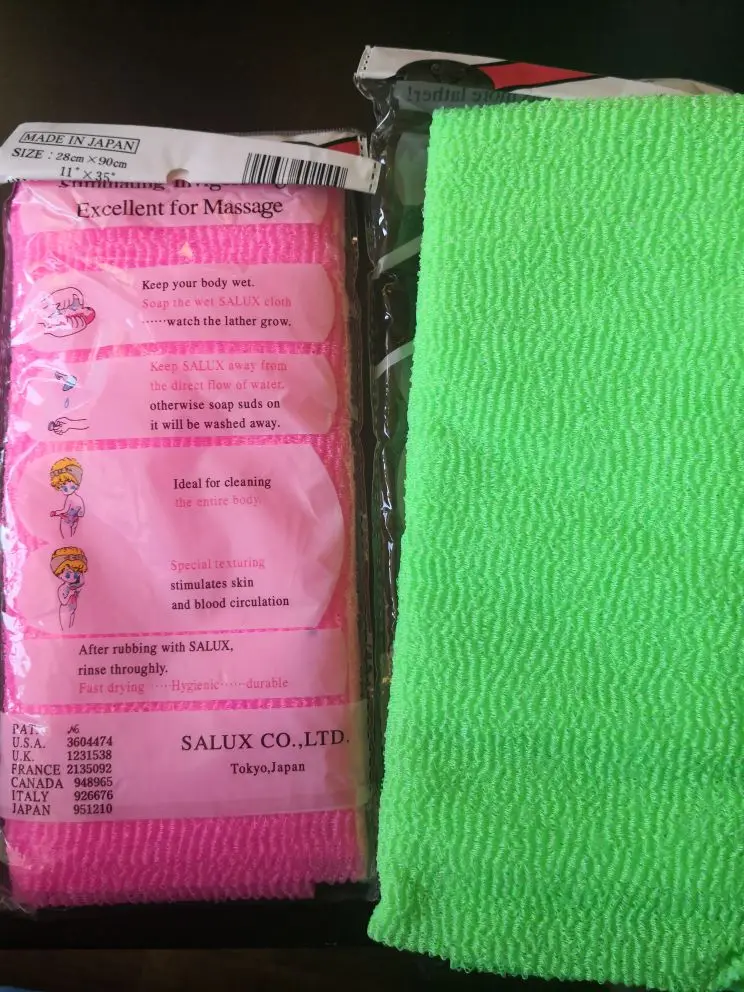 MADE IN JAPAN
SIZE : 28cm × 90cm
11" × 35"
Excellent for Massage
Keep your body wet.
Soap the wet SALUX cloth
······watch the lather grow.
Keep SALUX away from
the direct flow of water.
otherwise soap suds on
it will be washed away.
Ideal for cleaning
the entire body.
Special texturing
stimulates skin
and blood circulation
After rubbing with SALUX,
rinse throughly.
Fast drying ·····Hygienic······durable
PAT. №
U.S.A. 3604474
U.K. 1231538
FRANCE 2135092
CANADA 948965
ITALY 926676
JAPAN 951210
SALUX CO.,LTD.
Tokyo,Japan
more lather!